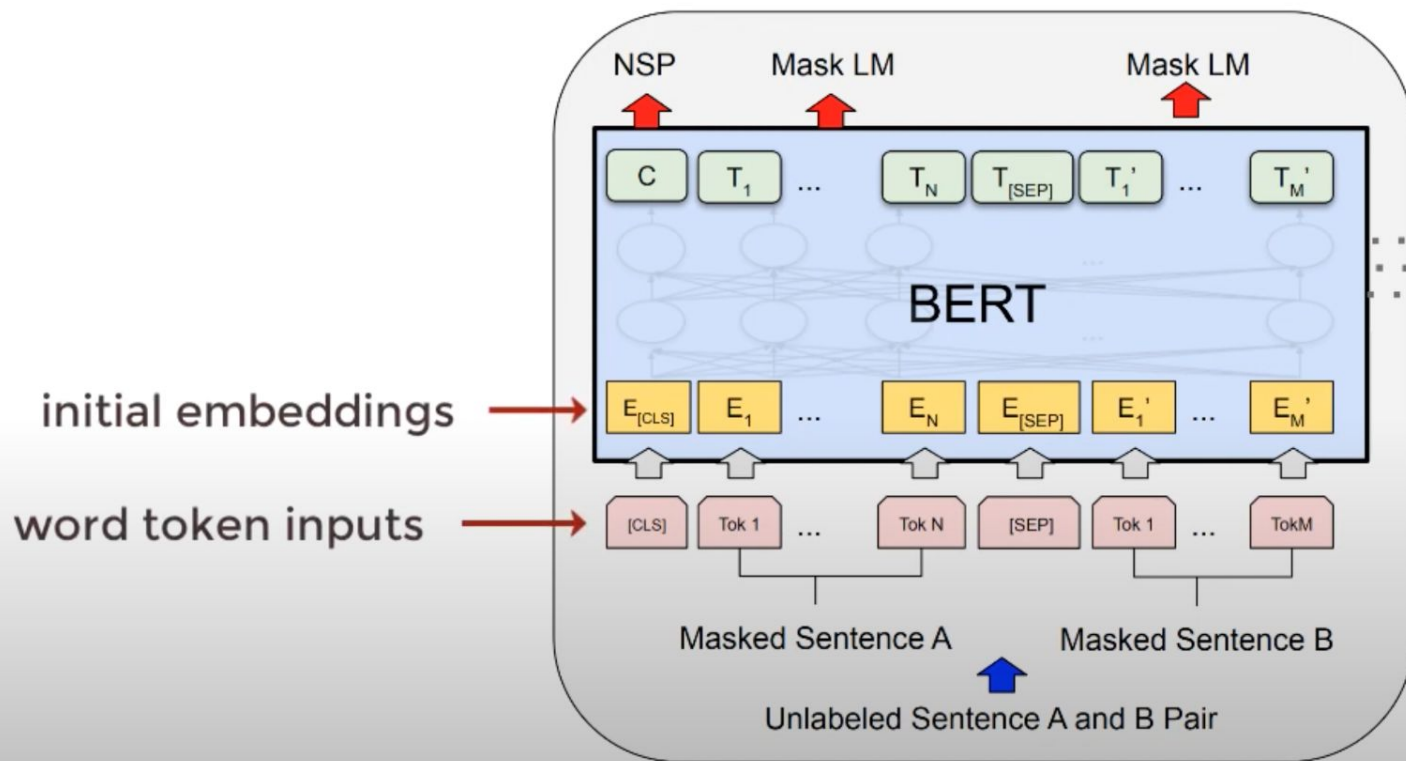 NSP Mask LM Mask LM
C T1 ... TN T[SEP] T1' ... TM'
...
BERT
...
initial embeddings E[CLS] E1 ... EN E[SEP] E1' ... EM'
word token inputs [CLS] Tok 1 ... Tok N [SEP] Tok 1 ... TokM
Masked Sentence A Masked Sentence B
Unlabeled Sentence A and B Pair